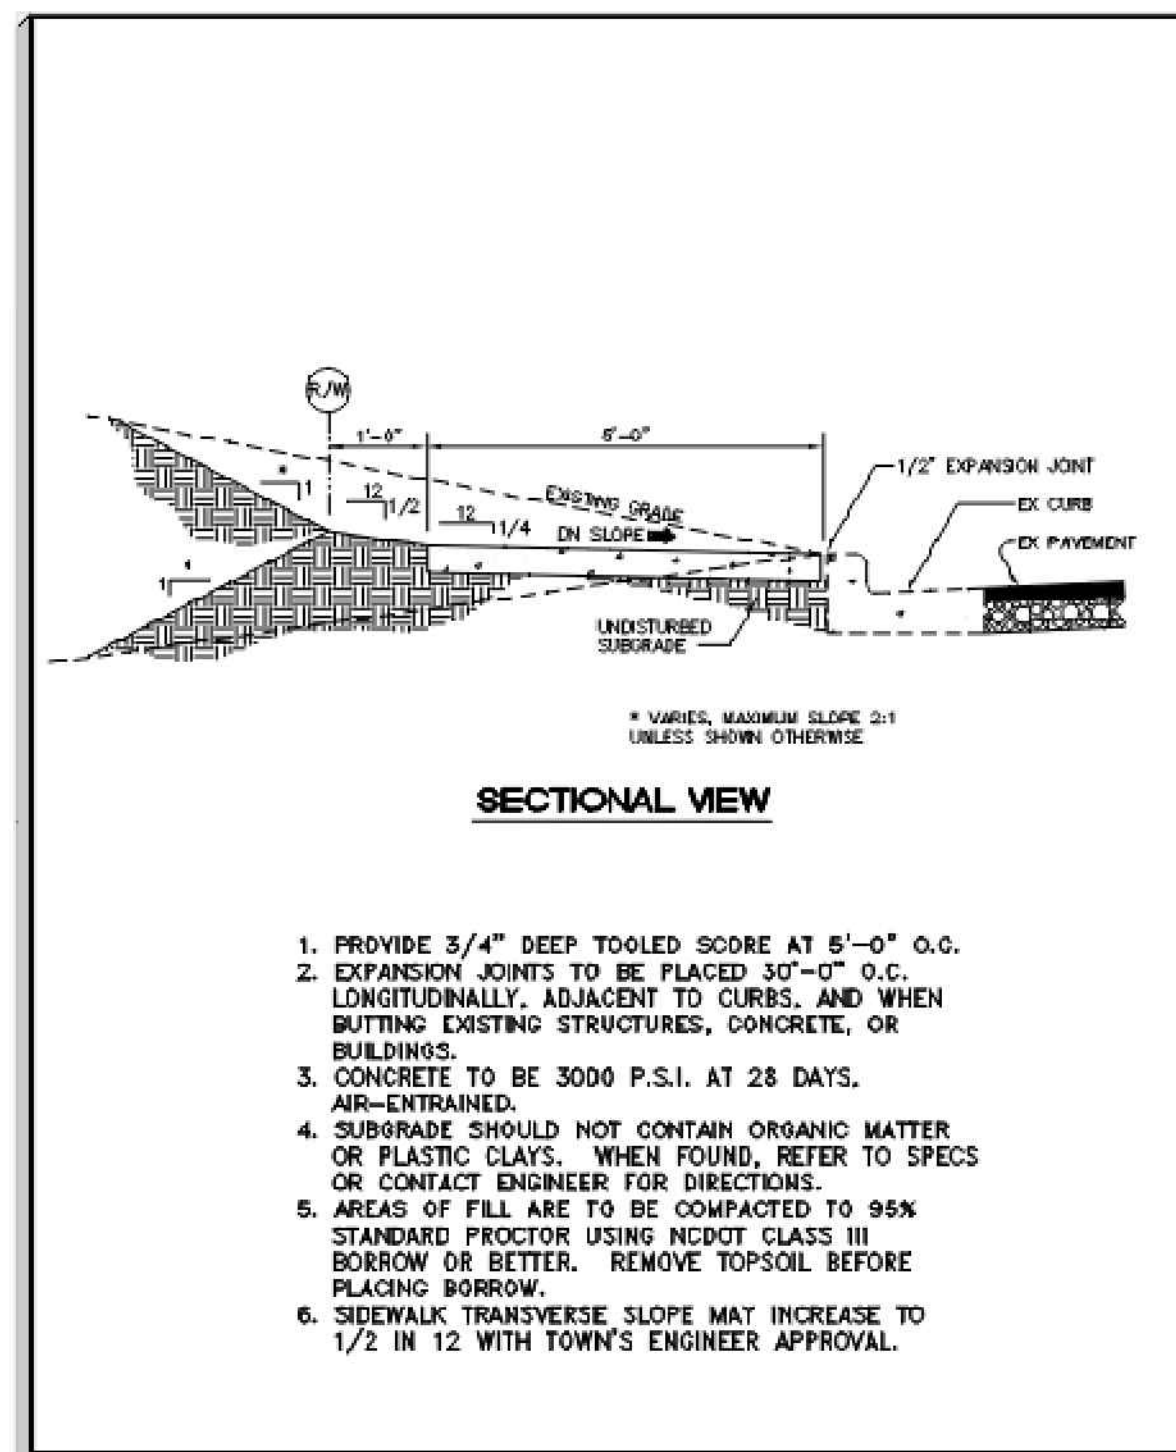 R/W
1'-0"
1/2" EXPANSION JOINT
*
1
12
1/2
12
1/4
EXISTING GRADE
DN SLOPE
EX CURB
EX PAVEMENT
1
UNDISTURBED
SUBGRADE
* VARIES, MAXIMUM SLOPE 2:1
UNLESS SHOWN OTHERWISE
SECTIONAL VIEW
1. PROVIDE 3/4" DEEP TOOLED SCORE AT 5'-0" O.C.
2. EXPANSION JOINTS TO BE PLACED 30'-0" O.C.
LONGITUDINALLY, ADJACENT TO CURBS, AND WHEN
BUTTING EXISTING STRUCTURES, CONCRETE, OR
BUILDINGS.
3. CONCRETE TO BE 3000 P.S.I. AT 28 DAYS,
AIR-ENTRAINED.
4. SUBGRADE SHOULD NOT CONTAIN ORGANIC MATTER
OR PLASTIC CLAYS. WHEN FOUND, REFER TO SPECS
OR CONTACT ENGINEER FOR DIRECTIONS.
5. AREAS OF FILL ARE TO BE COMPACTED TO 95%
STANDARD PROCTOR USING NCDOT CLASS III
BORROW OR BETTER. REMOVE TOPSOIL BEFORE
PLACING BORROW.
6. SIDEWALK TRANSVERSE SLOPE MAY INCREASE TO
1/2 IN 12 WITH TOWN'S ENGINEER APPROVAL.